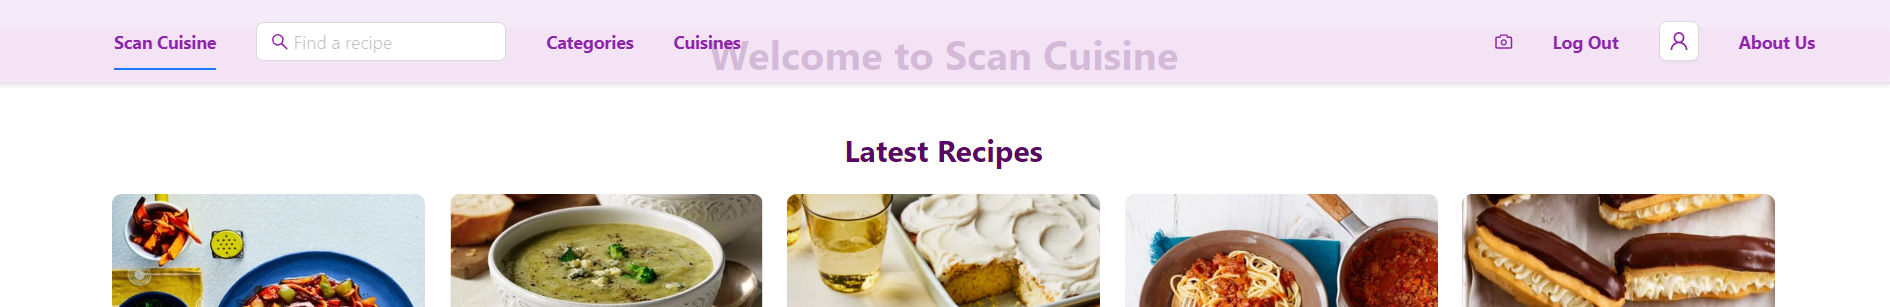 Scan Cuisine Find a recipe Categories Cuisines Log Out About Us
Welcome to Scan Cuisine
Latest Recipes